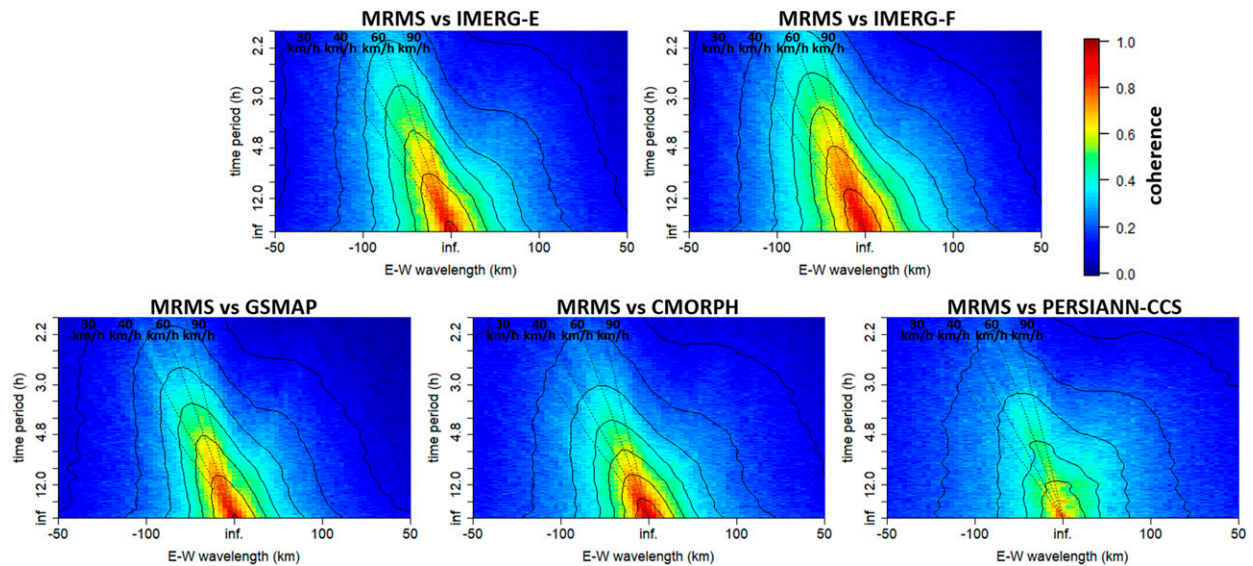 MRMS vs IMERG-E
MRMS vs IMERG-F
30 40 60 90
km/h km/h km/h km/h
2.2
3.0
4.8
12.0
inf
time period (h)
-50 -100 inf. 100 50
E-W wavelength (km)
30 40 60 90
km/h km/h km/h km/h
2.2
3.0
4.8
12.0
inf
time period (h)
-50 -100 inf. 100 50
E-W wavelength (km)
1.0
0.8
0.6
0.4
0.2
0.0
coherence
MRMS vs GSMAP
MRMS vs CMORPH
MRMS vs PERSIANN-CCS
30 40 60 90
km/h km/h km/h km/h
2.2
3.0
4.8
12.0
inf
time period (h)
-50 -100 inf. 100 50
E-W wavelength (km)
30 40 60 90
km/h km/h km/h km/h
2.2
3.0
4.8
12.0
inf
time period (h)
-50 -100 inf. 100 50
E-W wavelength (km)
30 40 60 90
km/h km/h km/h km/h
2.2
3.0
4.8
12.0
inf
time period (h)
-50 -100 inf. 100 50
E-W wavelength (km)